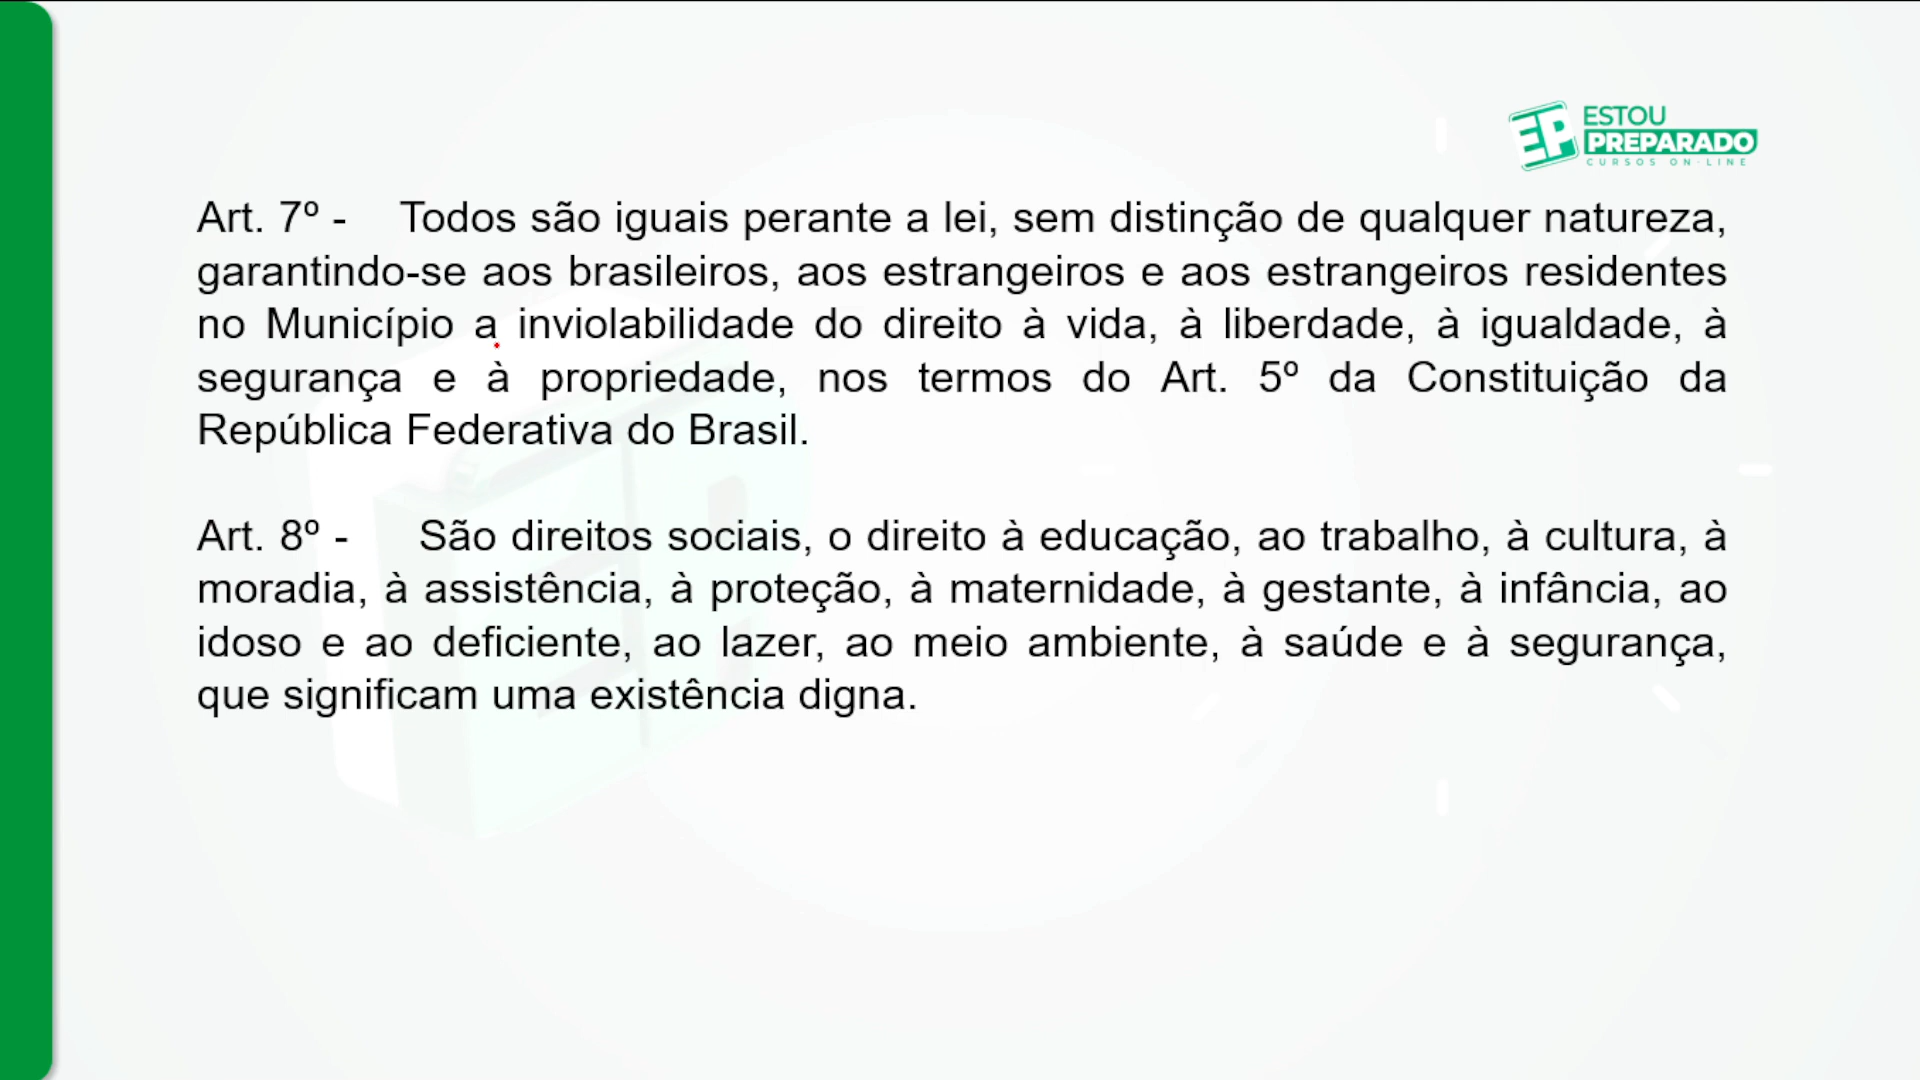 ESTOU
EP PREPARADO
CURSOS ON-LINE
Art. 7º - Todos são iguais perante a lei, sem distinção de qualquer natureza,
garantindo-se aos brasileiros, aos estrangeiros e aos estrangeiros residentes
no Município a inviolabilidade do direito à vida, à liberdade, à igualdade, à
segurança e à propriedade, nos termos do Art. 5º da Constituição da
República Federativa do Brasil.
Art. 8º - São direitos sociais, o direito à educação, ao trabalho, à cultura, à
moradia, à assistência, à proteção, à maternidade, à gestante, à infância, ao
idoso e ao deficiente, ao lazer, ao meio ambiente, à saúde e à segurança,
que significam uma existência digna.